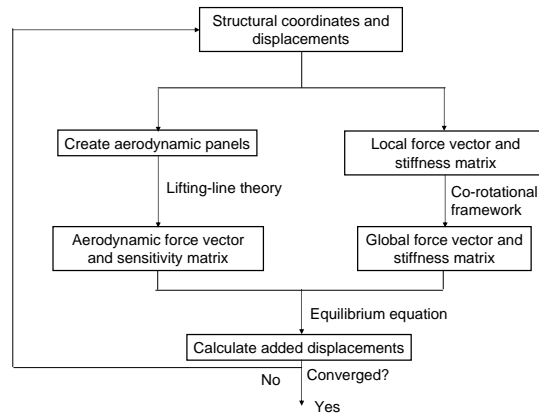 Structural coordinates and
displacements
Create aerodynamic panels
Local force vector and
stiffness matrix
Lifting-line theory
Co-rotational
framework
Aerodynamic force vector
and sensitivity matrix
Global force vector and
stiffness matrix
Equilibrium equation
Calculate added displacements
No
Converged?
Yes